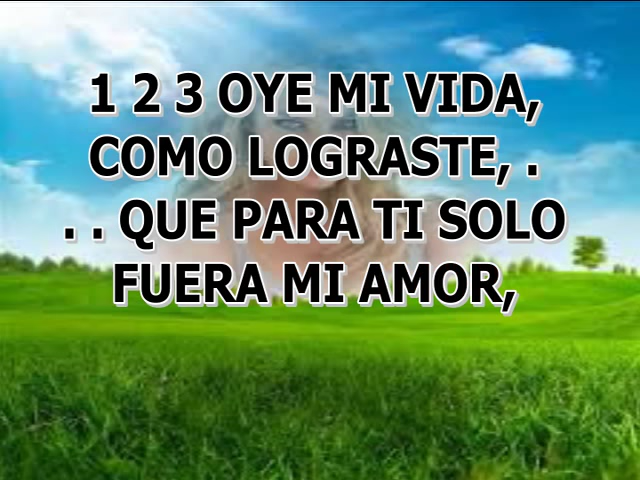 1 2 3 OYE MI VIDA,
COMO LOGRASTE, .
. . QUE PARA TI SOLO
FUERA MI AMOR,